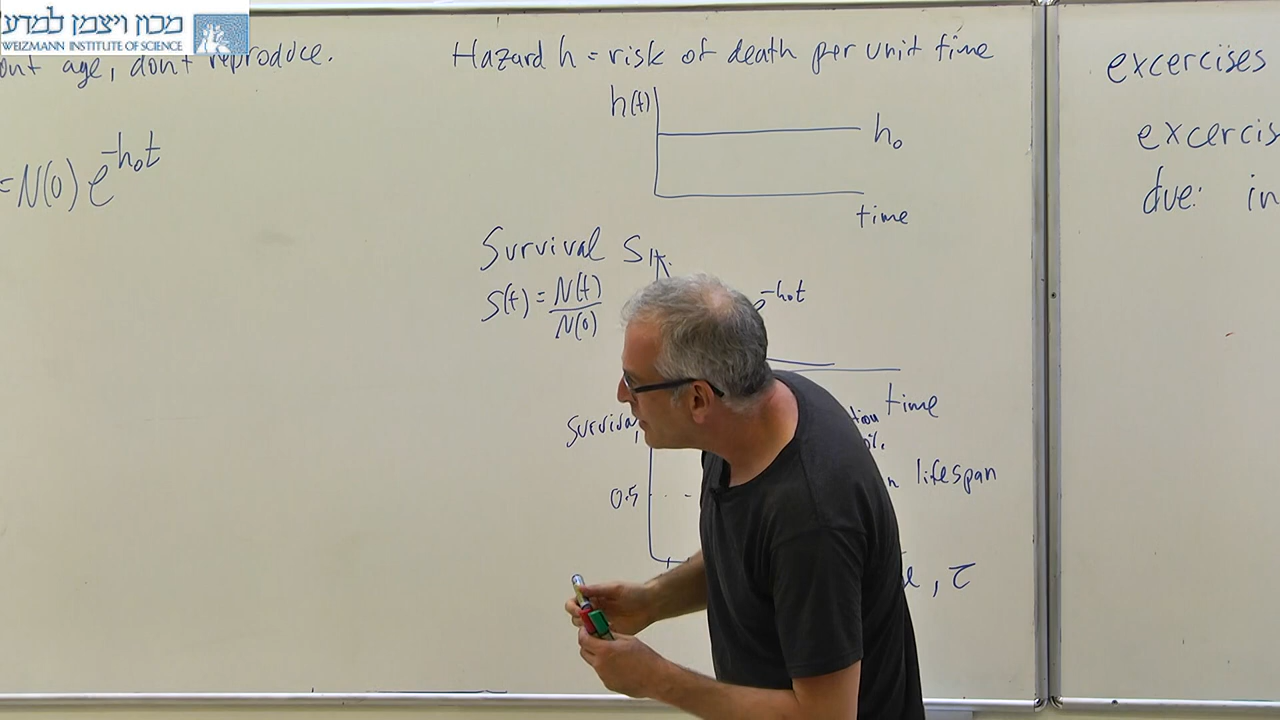 מכון ויצמן למדע
WEIZMANN INSTITUTE OF SCIENCE
ont age, dont reproduce.
= N(0) e^-h₀t
Hazard h = risk of death per unit time
h(t)
h₀
time
Survival S
S(t) = N(t)/N(0)
e^-h₀t
time
Surviva
0.5
lifespan
, τ
excercises
excercis
due: in